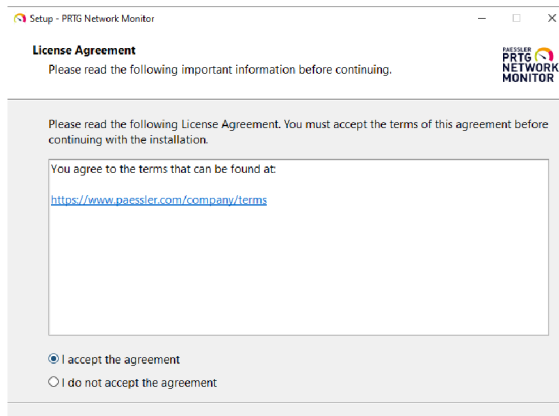 Setup - PRTG Network Monitor
License Agreement
Please read the following important information before continuing.
PAESSLER
PRTG
NETWORK
MONITOR
Please read the following License Agreement. You must accept the terms of this agreement before
continuing with the installation.
You agree to the terms that can be found at:
https://www.paessler.com/company/terms
I accept the agreement
I do not accept the agreement